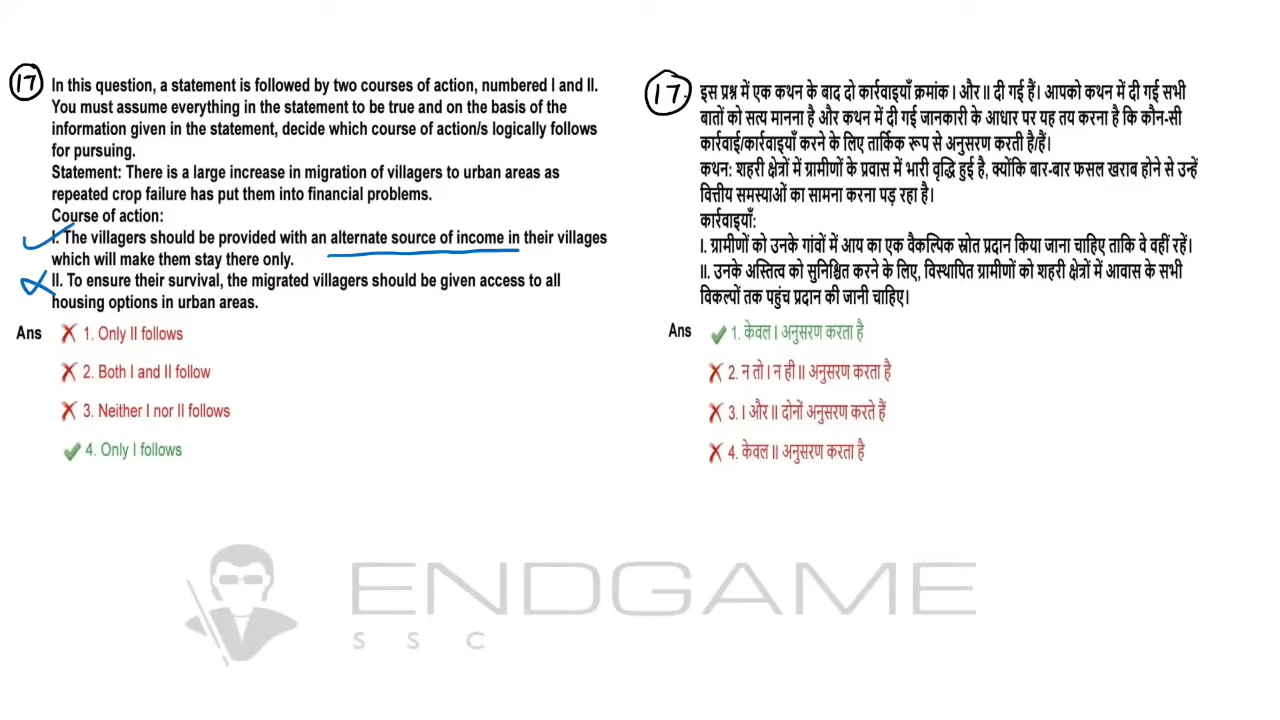 17
In this question, a statement is followed by two courses of action, numbered I and II.
You must assume everything in the statement to be true and on the basis of the
information given in the statement, decide which course of action/s logically follows
for pursuing.
Statement: There is a large increase in migration of villagers to urban areas as
repeated crop failure has put them into financial problems.
Course of action:
I. The villagers should be provided with an alternate source of income in their villages
which will make them stay there only.
II. To ensure their survival, the migrated villagers should be given access to all
housing options in urban areas.
Ans
1. Only II follows
2. Both I and II follow
3. Neither I nor II follows
4. Only I follows
17.
इस प्रश्न में एक कथन के बाद दो कार्रवाइयाँ क्रमांक I और II दी गई हैं। आपको कथन में दी गई सभी
बातों को सत्य मानना है और कथन में दी गई जानकारी के आधार पर यह तय करना है कि कौन-सी
कार्रवाई/कार्रवाइयाँ करने के लिए तार्किक रूप से अनुसरण करती है/हैं।
कथन: शहरी क्षेत्रों में ग्रामीणों के प्रवास में भारी वृद्धि हुई है, क्योंकि बार-बार फसल खराब होने से उन्हें
वित्तीय समस्याओं का सामना करना पड़ रहा है।
कार्रवाइयाँ:
I. ग्रामीणों को उनके गांवों में आय का एक वैकल्पिक स्रोत प्रदान किया जाना चाहिए ताकि वे वहीं रहें।
II. उनके अस्तित्व को सुनिश्चित करने के लिए, विस्थापित ग्रामीणों को शहरी क्षेत्रों में आवास के सभी
विकल्पों तक पहुंच प्रदान की जानी चाहिए।
Ans
1. केवल I अनुसरण करता है
2. न तो I न ही II अनुसरण करता है
3. I और II दोनों अनुसरण करते हैं
4. केवल II अनुसरण करता है
ENDGAME
SSC